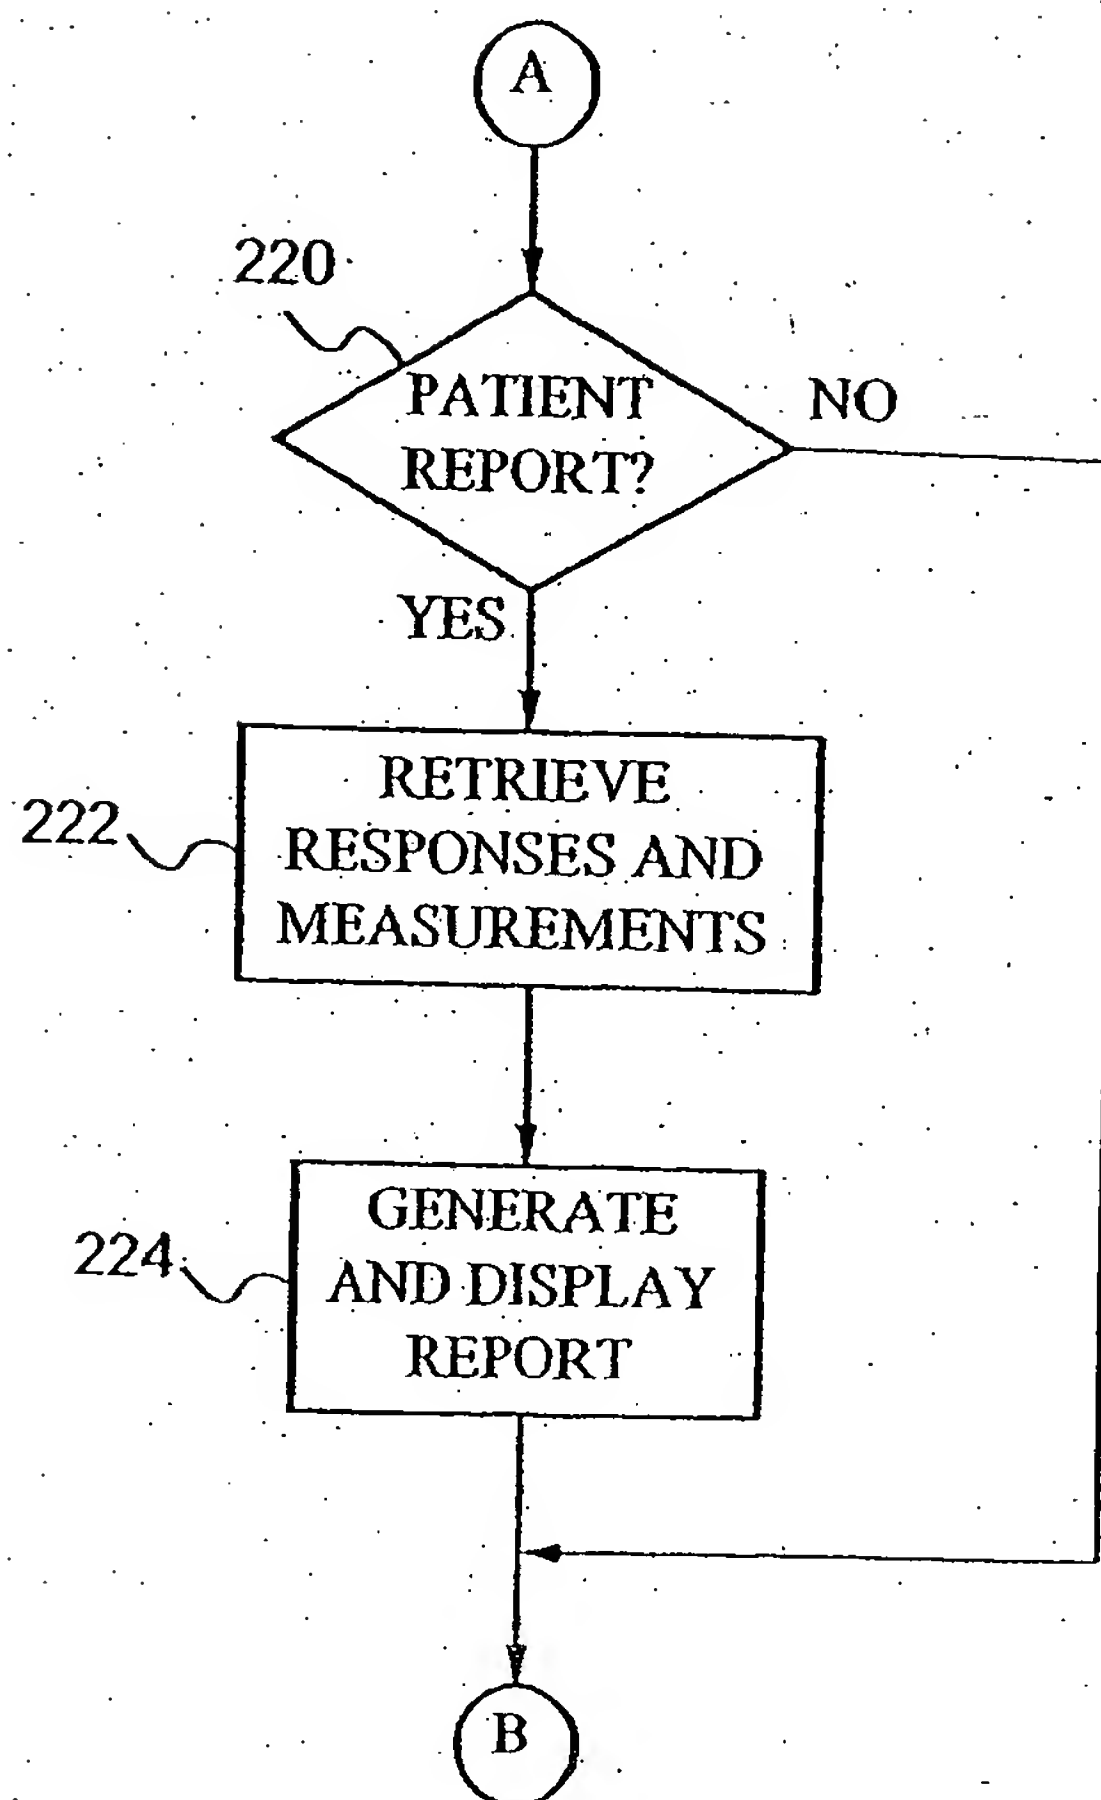 A
220
PATIENT
REPORT?
NO
YES
222
RETRIEVE
RESPONSES AND
MEASUREMENTS
224
GENERATE
AND DISPLAY
REPORT
B